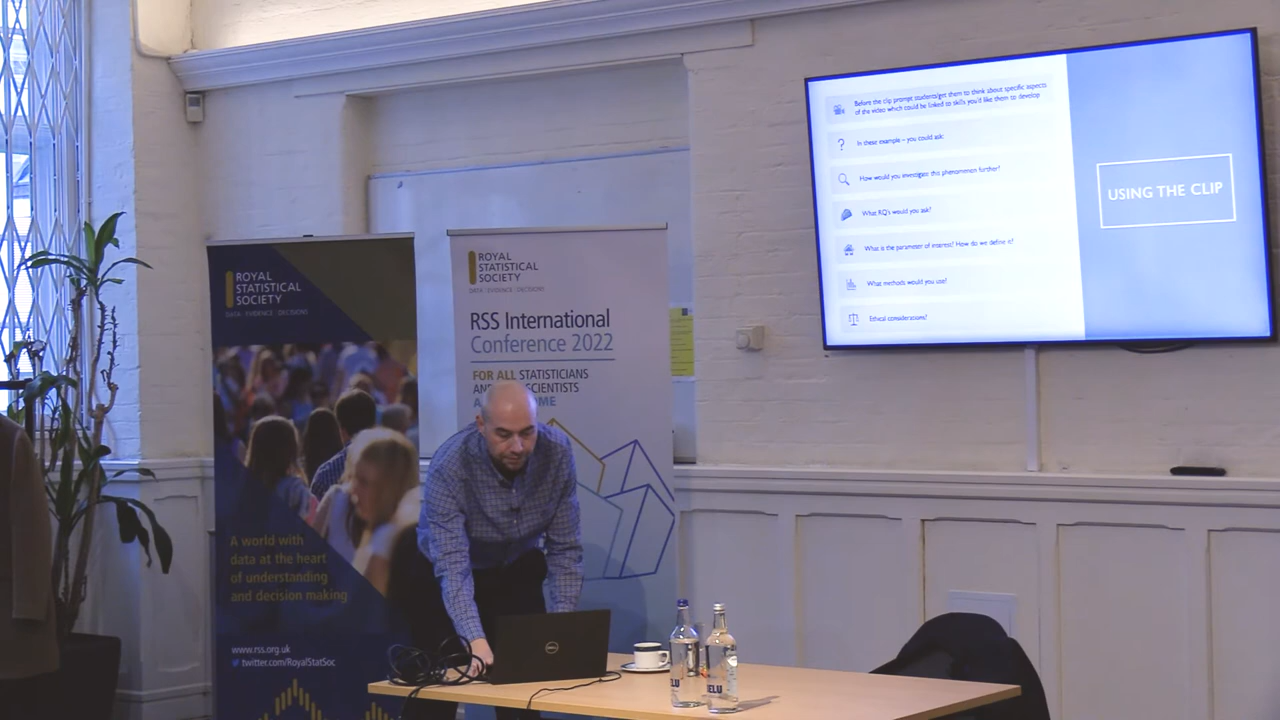 ROYAL
STATISTICAL
SOCIETY
DATA | EVIDENCE | DECISIONS
A world with
data at the heart
of understanding
and decision making
www.rss.org.uk
twitter.com/RoyalStatSoc
ROYAL
STATISTICAL
SOCIETY
DATA | EVIDENCE | DECISIONS
RSS International
Conference 2022
FOR ALL STATISTICIANS
Before the clip prompt students/get them to think about specific aspects
of the video which could be linked to skills you'd like them to develop
In these example – you could ask:
How would you investigate this phenomenon further?
What RQ's would you ask?
What is the parameter of interest? How do we define it?
What methods would you use?
Ethical considerations?
USING THE CLIP
DELL